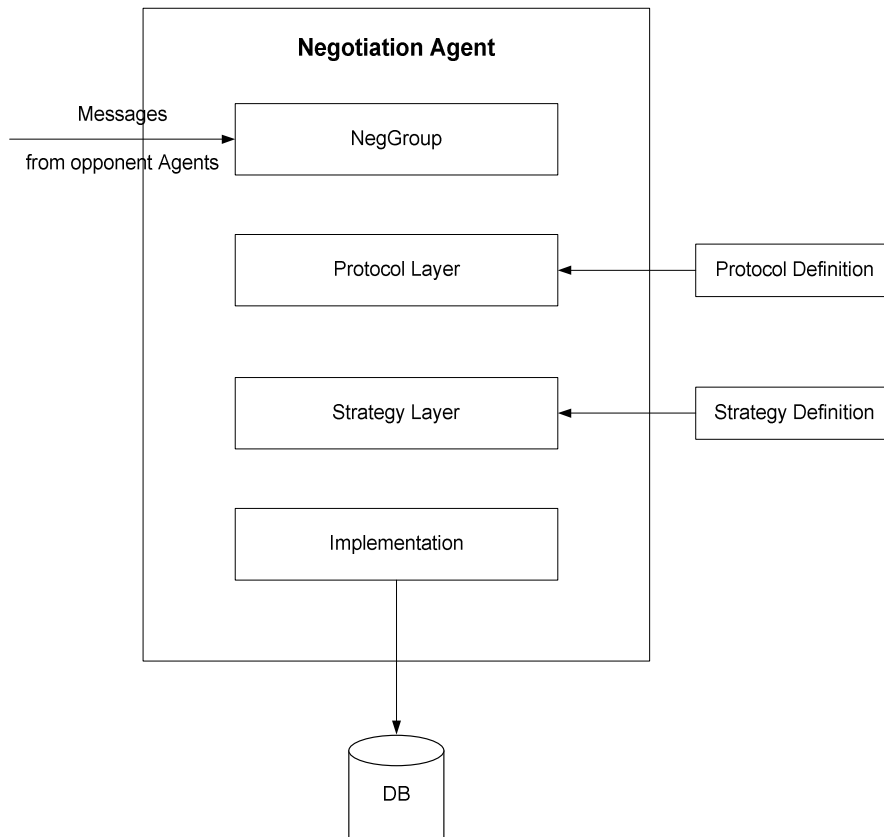 Negotiation Agent
Messages
from opponent Agents
NegGroup
Protocol Layer
Protocol Definition
Strategy Layer
Strategy Definition
Implementation
DB